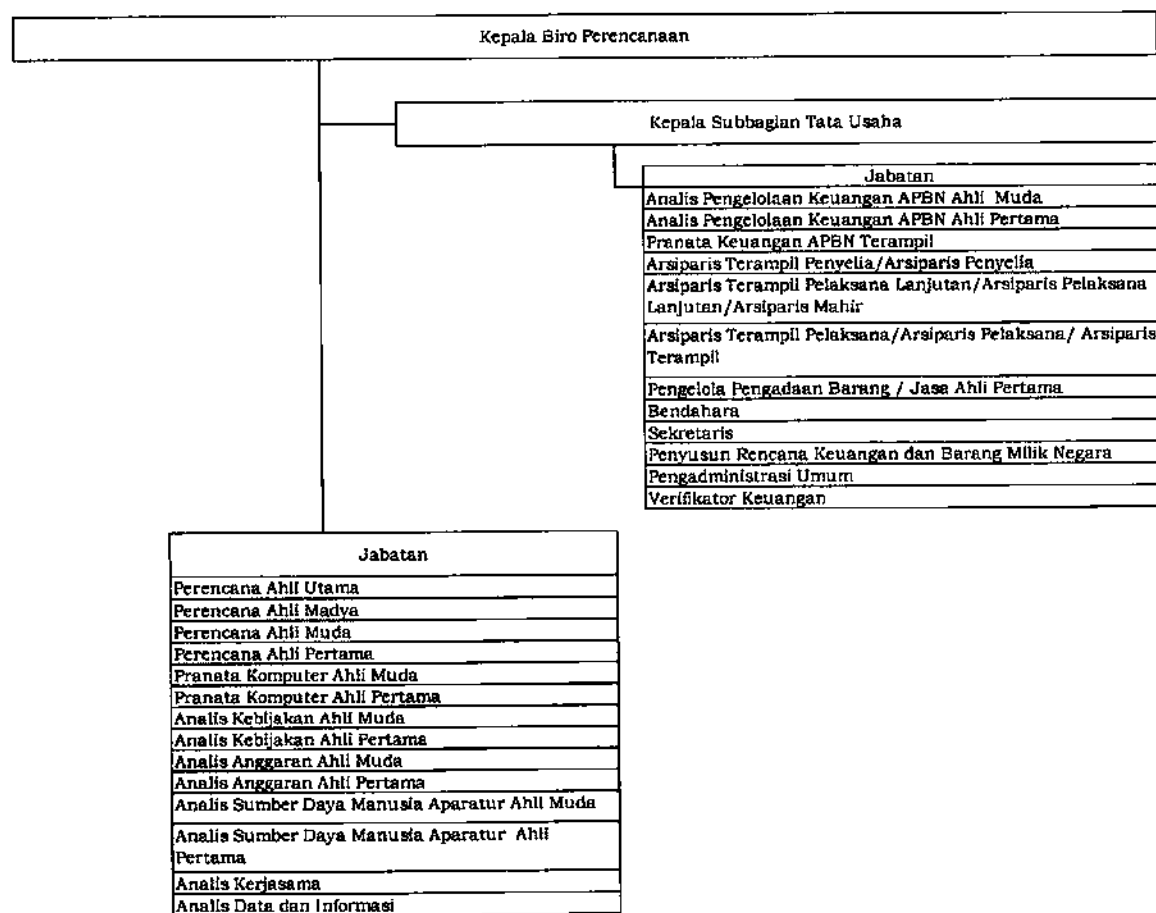 Kepala Biro Perencanaan
Kepala Subbagian Tata Usaha
Jabatan
Analis Pengelolaan Keuangan APBN Ahli Muda
Analis Pengelolaan Keuangan APBN Ahli Pertama
Pranata Keuangan APBN Terampil
Arsiparis Terampil Penyelia/Arsiparis Penyelia
Arsiparis Terampil Pelaksana Lanjutan/Arsiparis Pelaksana
Lanjutan/Arsiparis Mahir
Arsiparis Terampil Pelaksana/Arsiparis Pelaksana/ Arsiparis
Terampil
Pengelola Pengadaan Barang / Jasa Ahli Pertama
Bendahara
Sekretaris
Penyusun Rencana Keuangan dan Barang Milik Negara
Pengadministrasi Umum
Verifikator Keuangan
Jabatan
Perencana Ahli Utama
Perencana Ahli Madya
Perencana Ahli Muda
Perencana Ahli Pertama
Pranata Komputer Ahli Muda
Pranata Komputer Ahli Pertama
Analis Kebijakan Ahli Muda
Analis Kebijakan Ahli Pertama
Analis Anggaran Ahli Muda
Analis Anggaran Ahli Pertama
Analis Sumber Daya Manusia Aparatur Ahli Muda
Analis Sumber Daya Manusia Aparatur Ahli
Pertama
Analis Kerjasama
Analis Data dan Informasi